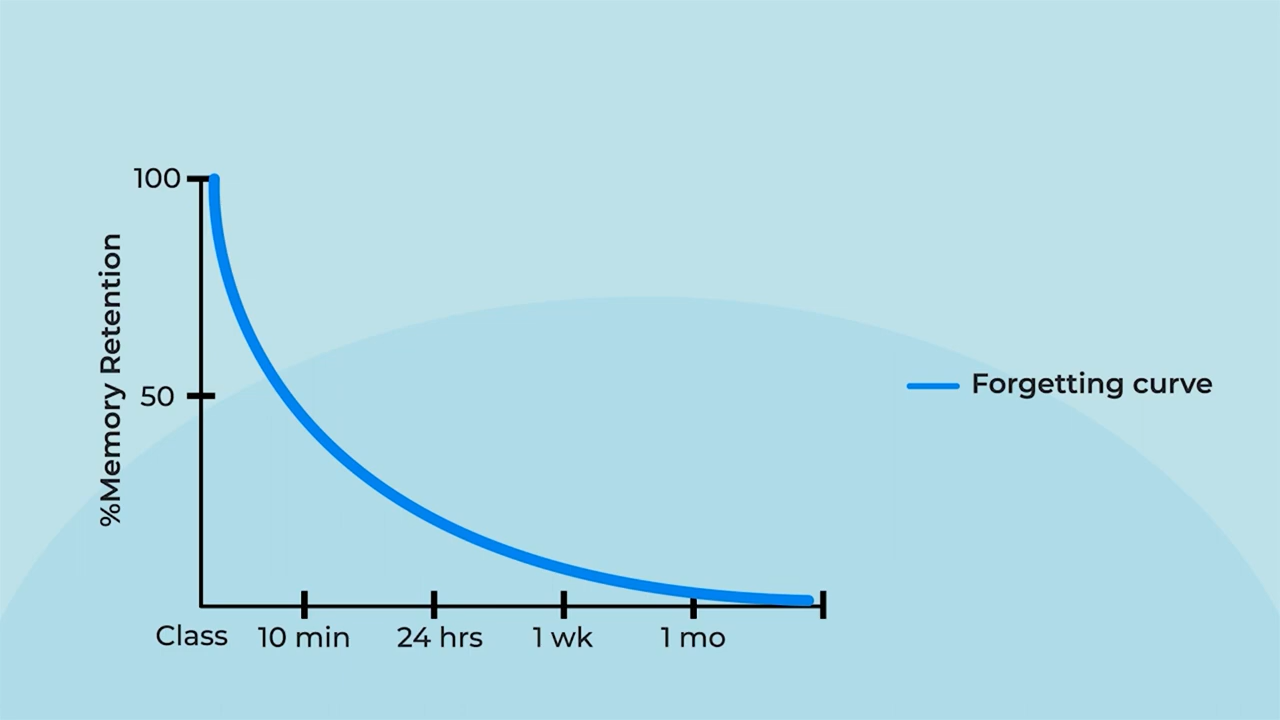 100
50
%Memory Retention
Class
10 min
24 hrs
1 wk
1 mo
Forgetting curve